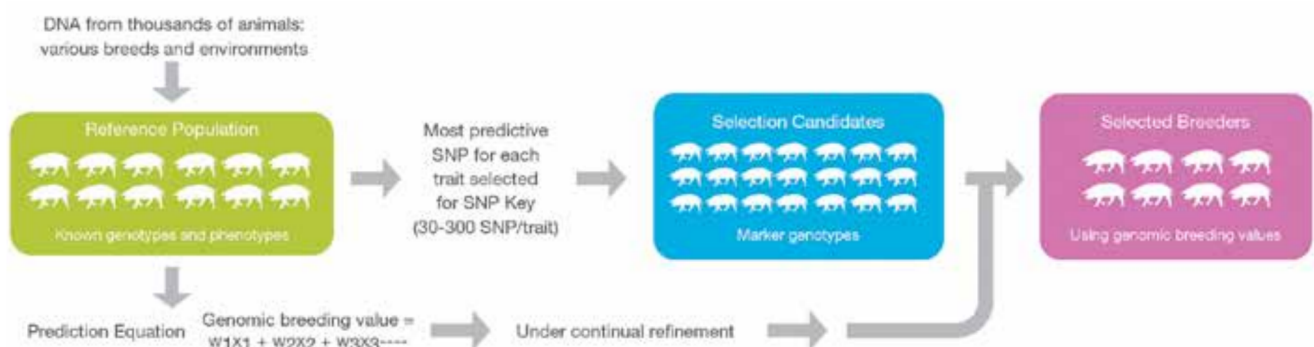 DNA from thousands of animals:
various breeds and environments
Reference Population
Known genotypes and phenotypes
Most predictive
SNP for each
trait selected
for SNP Key
(30-300 SNP/trait)
Selection Candidates
Marker genotypes
Selected Breeders
Using genomic breeding values
Prediction Equation
Genomic breeding value =
W1X1 + W2X2 + W3X3----
Under continual refinement